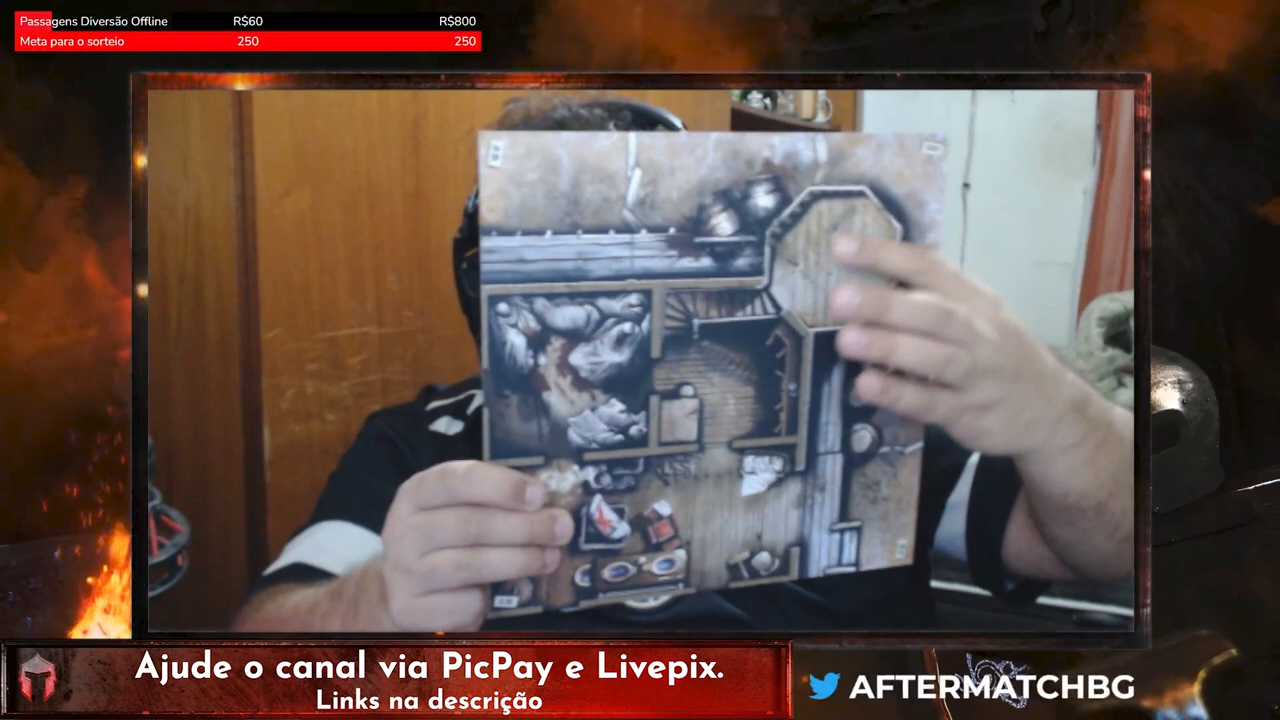 Passagens Diversão Offline R$60 R$800
Meta para o sorteio 250 250
Ajude o canal via PicPay e Livepix.
Links na descrição
AFTERMATCHBG